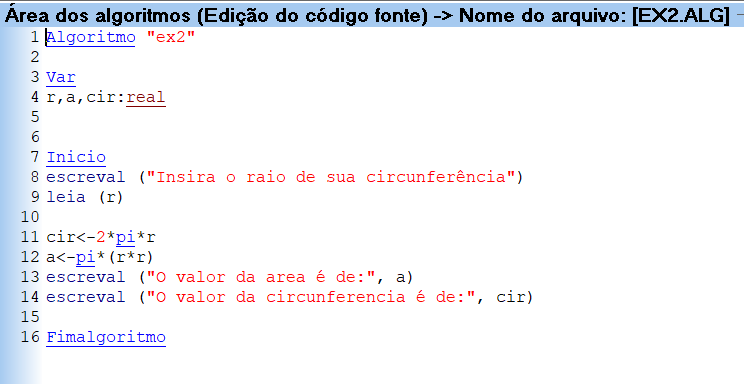 Área dos algoritmos (Edição do código fonte) -> Nome do arquivo: [EX2.ALG]
1 Algoritmo "ex2"
2
3 Var
4 r,a,cir:real
5
6
7 Inicio
8 escreval ("Insira o raio de sua circunferência")
9 leia (r)
10
11 cir<-2*pi*r
12 a<-pi*(r*r)
13 escreval ("O valor da area é de:", a)
14 escreval ("O valor da circunferencia é de:", cir)
15
16 Fimalgoritmo